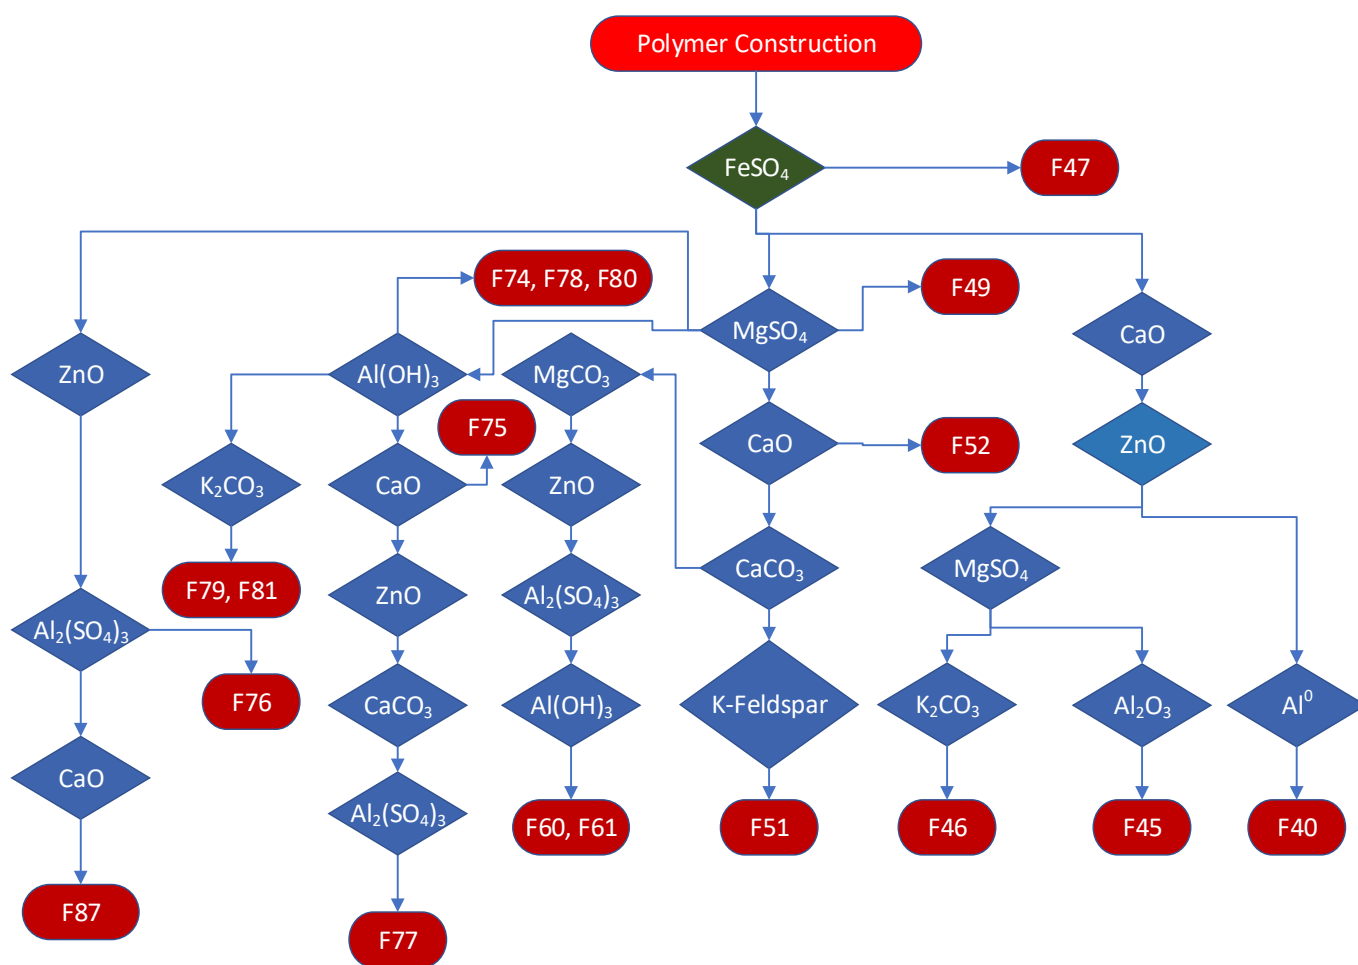 Polymer Construction
FeSO₄
F47
F74, F78, F80
F49
MgSO₄
CaO
ZnO
Al(OH)₃
MgCO₃
F75
CaO
F52
ZnO
K₂CO₃
CaO
ZnO
F79, F81
ZnO
Al₂(SO₄)₃
CaCO₃
MgSO₄
Al₂(SO₄)₃
F76
CaCO₃
Al(OH)₃
K-Feldspar
K₂CO₃
Al₂O₃
Al⁰
CaO
Al₂(SO₄)₃
F60, F61
F51
F46
F45
F40
F87
F77